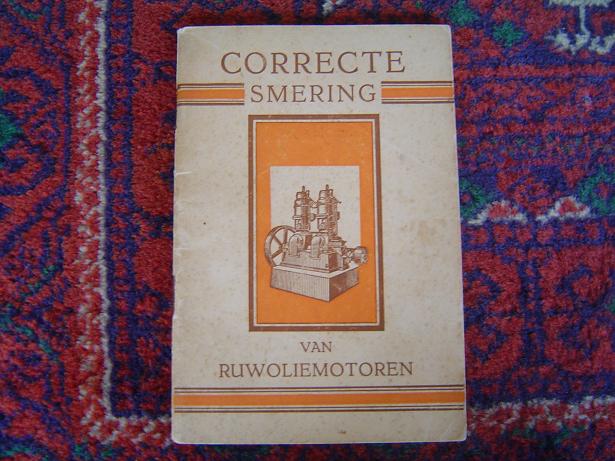 CORRECTE
SMERING
VAN
RUWOLIEMOTOREN